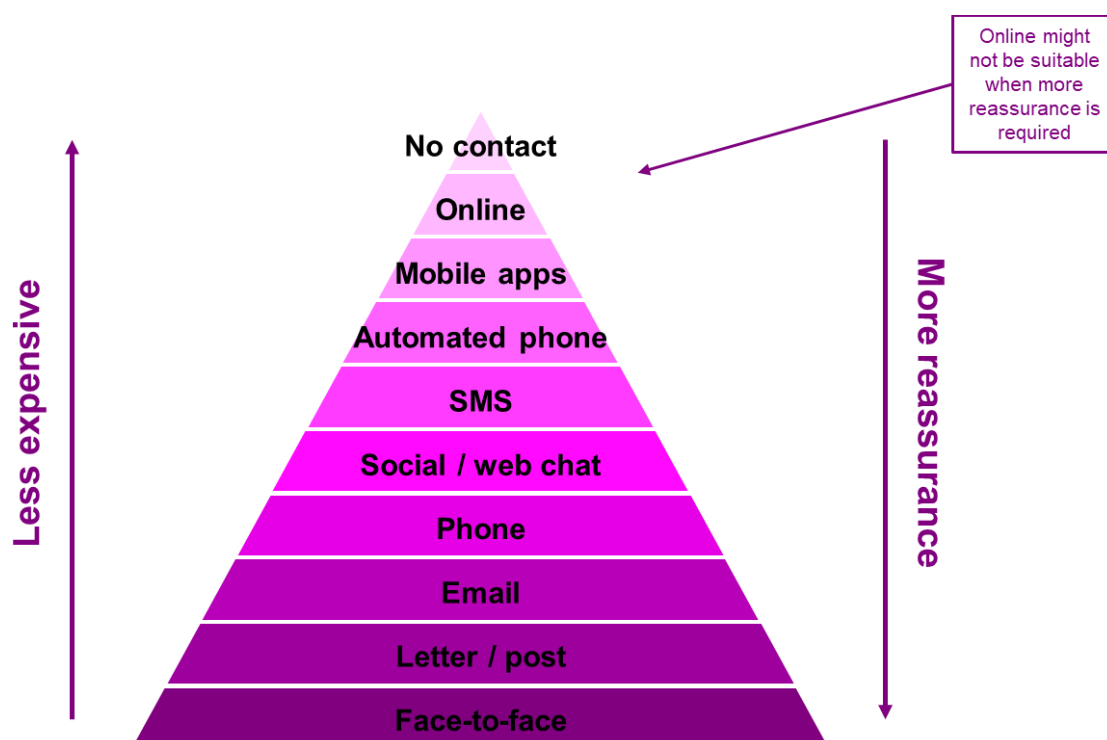 Online might
not be suitable
when more
reassurance is
required
No contact
Online
Mobile apps
Automated phone
SMS
Social / web chat
Phone
Email
Letter / post
Face-to-face
Less expensive
More reassurance